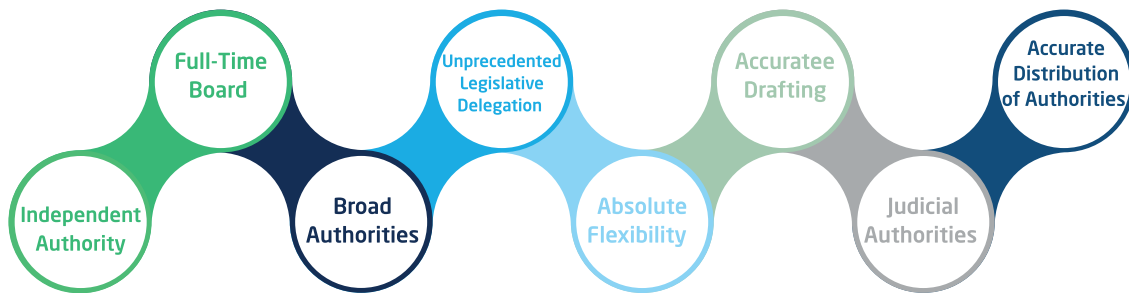 Independent
Authority
Full-Time
Board
Broad
Authorities
Unprecedented
Legislative
Delegation
Absolute
Flexibility
Accuratee
Drafting
Judicial
Authorities
Accurate
Distribution
of Authorities